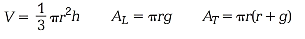 V = 1/3 πr²h A_L = πrg A_T = πr(r + g)